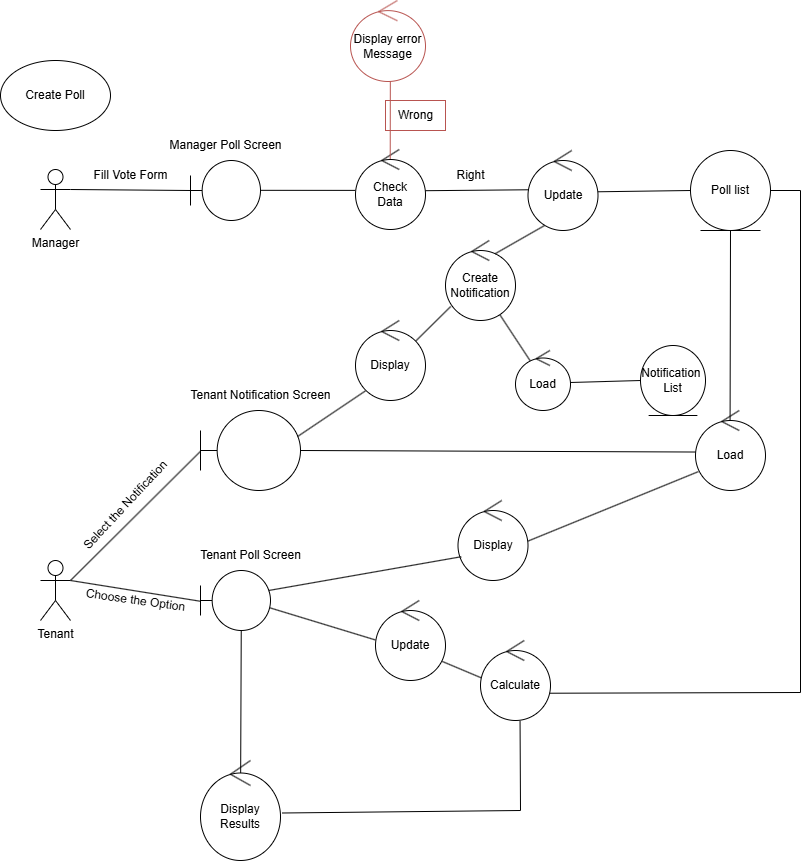 Display error
Message
Create Poll
Wrong
Manager Poll Screen
Fill Vote Form
Check
Data
Right
Update
Poll list
Manager
Create
Notification
Display
Load
Notification
List
Tenant Notification Screen
Load
Select the Notification
Display
Tenant Poll Screen
Choose the Option
Tenant
Update
Calculate
Display
Results